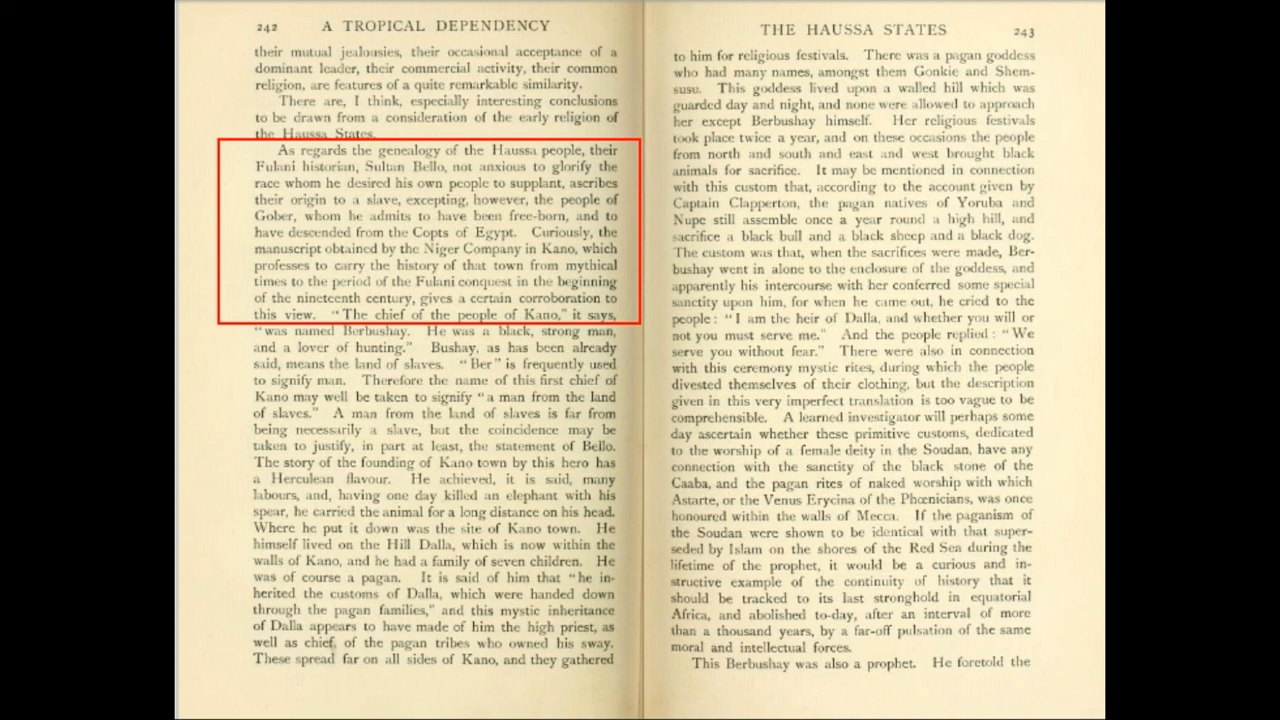 242 A TROPICAL DEPENDENCY
their mutual jealousies, their occasional acceptance of a
dominant leader, their commercial activity, their common
religion, are features of a quite remarkable similarity.
There are, I think, especially interesting conclusions
to be drawn from a consideration of the early religion of
the Haussa States.
As regards the genealogy of the Haussa people, their
Fulani historian, Sultan Bello, not anxious to glorify the
race whom he desired his own people to supplant, ascribes
their origin to a slave, excepting, however, the people of
Gober, whom he admits to have been free-born, and to
have descended from the Copts of Egypt. Curiously, the
manuscript obtained by the Niger Company in Kano, which
professes to carry the history of that town from mythical
times to the period of the Fulani conquest in the beginning
of the nineteenth century, gives a certain corroboration to
this view. "The chief of the people of Kano," it says,
"was named Berbushay. He was a black, strong man,
and a lover of hunting." Bushay, as has been already
said, means the land of slaves. "Ber" is frequently used
to signify man. Therefore the name of this first chief of
Kano may well be taken to signify "a man from the land
of slaves." A man from the land of slaves is far from
being necessarily a slave, but the coincidence may be
taken to justify, in part at least, the statement of Bello.
The story of the founding of Kano town by this hero has
a Herculean flavour. He achieved, it is said, many
labours, and, having one day killed an elephant with his
spear, he carried the animal for a long distance on his head.
Where he put it down was the site of Kano town. He
himself lived on the Hill Dalla, which is now within the
walls of Kano, and he had a family of seven children. He
was of course a pagan. It is said of him that "he in-
herited the customs of Dalla, which were handed down
through the pagan families," and this mystic inheritance
of Dalla appears to have made of him the high priest, as
well as chief, of the pagan tribes who owned his sway.
These spread far on all sides of Kano, and they gathered
THE HAUSSA STATES 243
to him for religious festivals. There was a pagan goddess
who had many names, amongst them Gonkie and Shem-
susu. This goddess lived upon a walled hill which was
guarded day and night, and none were allowed to approach
her except Berbushay himself. Her religious festivals
took place twice a year, and on these occasions the people
from north and south and east and west brought black
animals for sacrifice. It may be mentioned in connection
with this custom that, according to the account given by
Captain Clapperton, the pagan natives of Yoruba and
Nupe still assemble once a year round a high hill, and
sacrifice a black bull and a black sheep and a black dog.
The custom was that, when the sacrifices were made, Ber-
bushay went in alone to the enclosure of the goddess, and
apparently his intercourse with her conferred some special
sanctity upon him, for when he came out, he cried to the
people: "I am the heir of Dalla, and whether you will or
not you must serve me." And the people replied: "We
serve you without fear." There were also in connection
with this ceremony mystic rites, during which the people
divested themselves of their clothing, but the description
given in this very imperfect translation is too vague to be
comprehensible. A learned investigator will perhaps some
day ascertain whether these primitive customs, dedicated
to the worship of a female deity in the Soudan, have any
connection with the sanctity of the black stone of the
Caaba, and the pagan rites of naked worship with which
Astarte, or the Venus Erycina of the Phœnicians, was once
honoured within the walls of Mecca. If the paganism of
the Soudan were shown to be identical with that super-
seded by Islam on the shores of the Red Sea during the
lifetime of the prophet, it would be a curious and in-
structive example of the continuity of history that it
should be tracked to its last stronghold in equatorial
Africa, and abolished to-day, after an interval of more
than a thousand years, by a far-off pulsation of the same
moral and intellectual forces.
This Berbushay was also a prophet. He foretold the